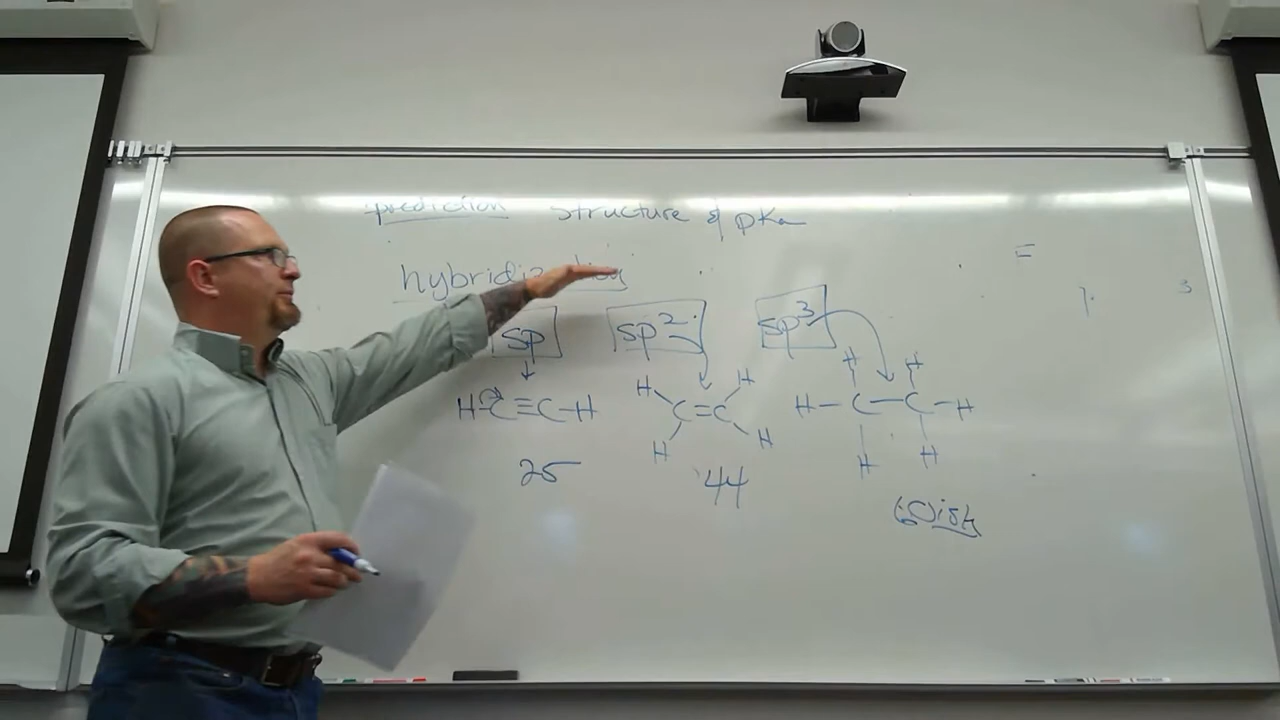 prediction structure & pKa
hybridization
sp sp² sp³
H-C≡C-H
H H
C=C
H H
H H
H-C-C-H
H H
25 44 60ish